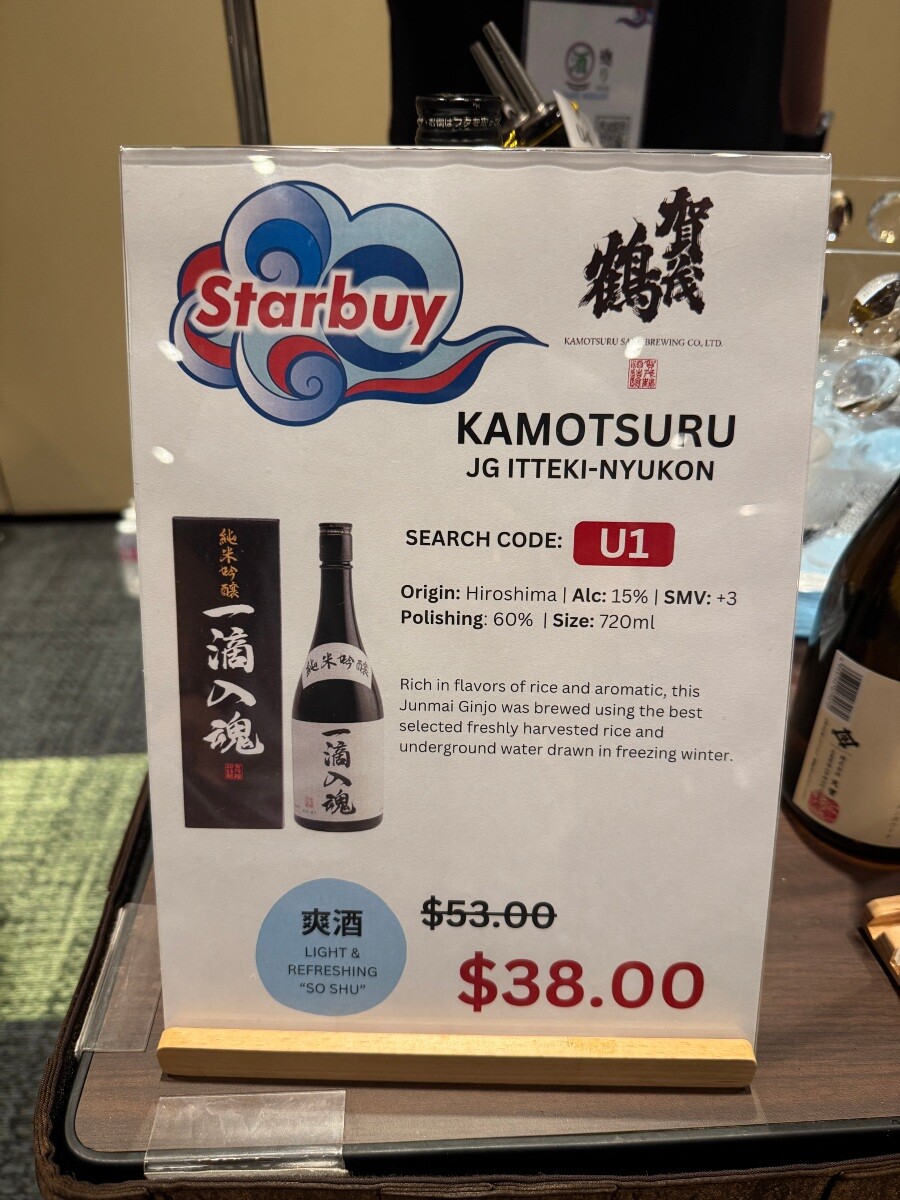 Starbuy
賀茂
鶴
KAMOTSURU SAKE BREWING CO., LTD.
KAMOTSURU
JG ITTEKI-NYUKON
SEARCH CODE: U1
Origin: Hiroshima | Alc: 15% | SMV: +3
Polishing: 60% | Size: 720ml
純米吟醸
一滴入魂
純米吟醸
一滴入魂
Rich in flavors of rice and aromatic, this
Junmai Ginjo was brewed using the best
selected freshly harvested rice and
underground water drawn in freezing winter.
爽酒
LIGHT &
REFRESHING
“SO SHU”
$53.00
$38.00